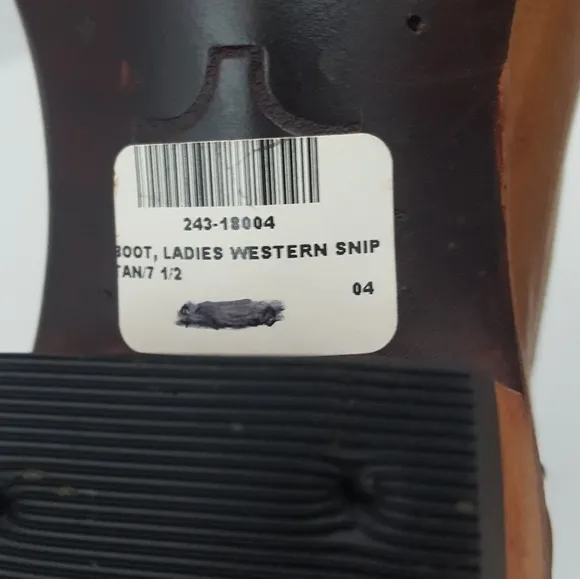 243-18004
BOOT, LADIES WESTERN SNIP
TAN/7 1/2
04